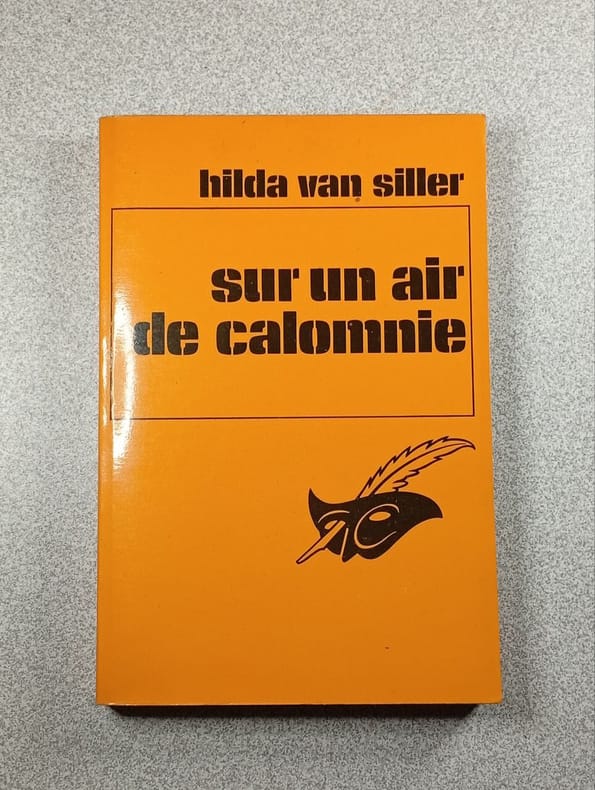 hilda van siller
sur un air
de calomnie